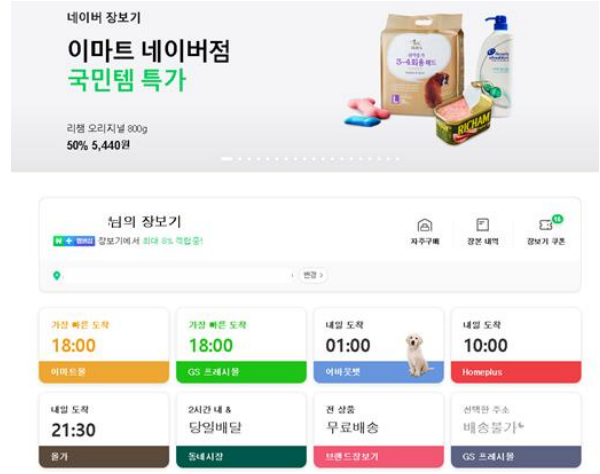 네이버 장보기
이마트 네이버점
국민템 특가
리챔 오리지널 800g
50% 5,440원
3-4회용 패드
L
RICHAM
님의 장보기
N + 멤버십 장보기에서 최대 8% 적립 중!
자주구매
장본 내역
장보기 쿠폰
변경 >
가장 빠른 도착
18:00
이마트몰
가장 빠른 도착
18:00
GS 프레시몰
내일 도착
01:00
어바웃펫
내일 도착
10:00
Homeplus
내일 도착
21:30
올가
2시간 내 &
당일배달
동네시장
전 상품
무료배송
브랜드장보기
선택한 주소
배송불가
GS 프레시몰